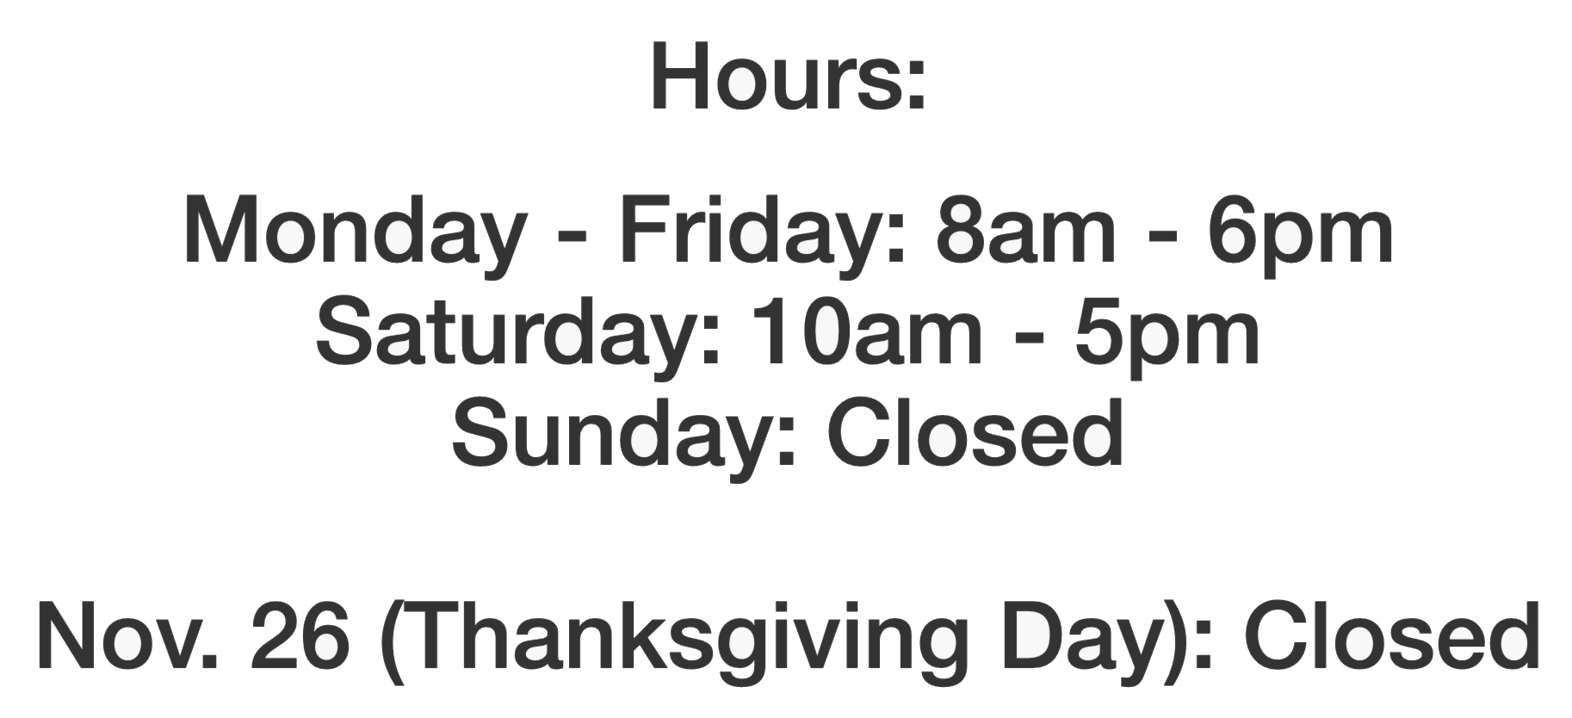 Hours:
Monday - Friday: 8am - 6pm
Saturday: 10am - 5pm
Sunday: Closed
Nov. 26 (Thanksgiving Day): Closed